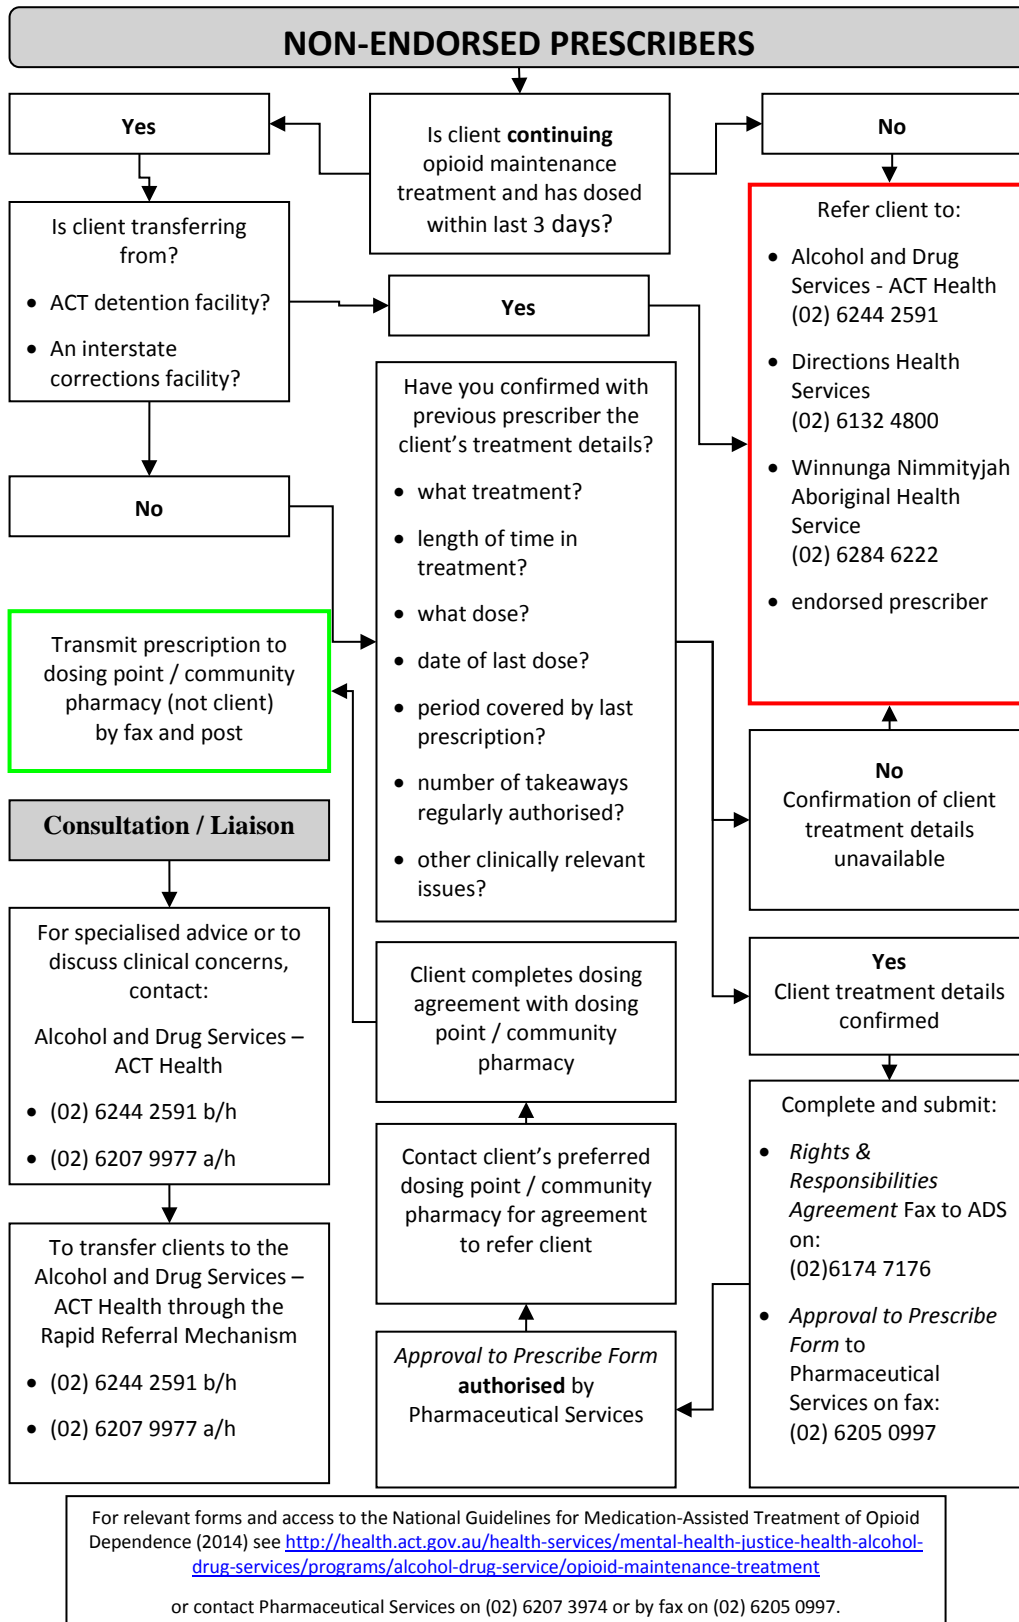 NON-ENDORSED PRESCRIBERS
Yes
Is client continuing
opioid maintenance
treatment and has dosed
within last 3 days?
No
Is client transferring
from?
• ACT detention facility?
• An interstate
corrections facility?
Yes
Refer client to:
• Alcohol and Drug
Services - ACT Health
(02) 6244 2591
• Directions Health
Services
(02) 6132 4800
• Winnunga Nimmityjah
Aboriginal Health
Service
(02) 6284 6222
• endorsed prescriber
No
Have you confirmed with
previous prescriber the
client’s treatment details?
• what treatment?
• length of time in
treatment?
• what dose?
• date of last dose?
• period covered by last
prescription?
• number of takeaways
regularly authorised?
• other clinically relevant
issues?
Transmit prescription to
dosing point / community
pharmacy (not client)
by fax and post
No
Confirmation of client
treatment details
unavailable
Consultation / Liaison
For specialised advice or to
discuss clinical concerns,
contact:
Alcohol and Drug Services –
ACT Health
• (02) 6244 2591 b/h
• (02) 6207 9977 a/h
Client completes dosing
agreement with dosing
point / community
pharmacy
Yes
Client treatment details
confirmed
Contact client’s preferred
dosing point / community
pharmacy for agreement
to refer client
Complete and submit:
• Rights &
Responsibilities
Agreement Fax to ADS
on:
(02)6174 7176
• Approval to Prescribe
Form to
Pharmaceutical
Services on fax:
(02) 6205 0997
To transfer clients to the
Alcohol and Drug Services –
ACT Health through the
Rapid Referral Mechanism
• (02) 6244 2591 b/h
• (02) 6207 9977 a/h
Approval to Prescribe Form
authorised by
Pharmaceutical Services
For relevant forms and access to the National Guidelines for Medication-Assisted Treatment of Opioid
Dependence (2014) see http://health.act.gov.au/health-services/mental-health-justice-health-alcohol-
drug-services/programs/alcohol-drug-service/opioid-maintenance-treatment
or contact Pharmaceutical Services on (02) 6207 3974 or by fax on (02) 6205 0997.